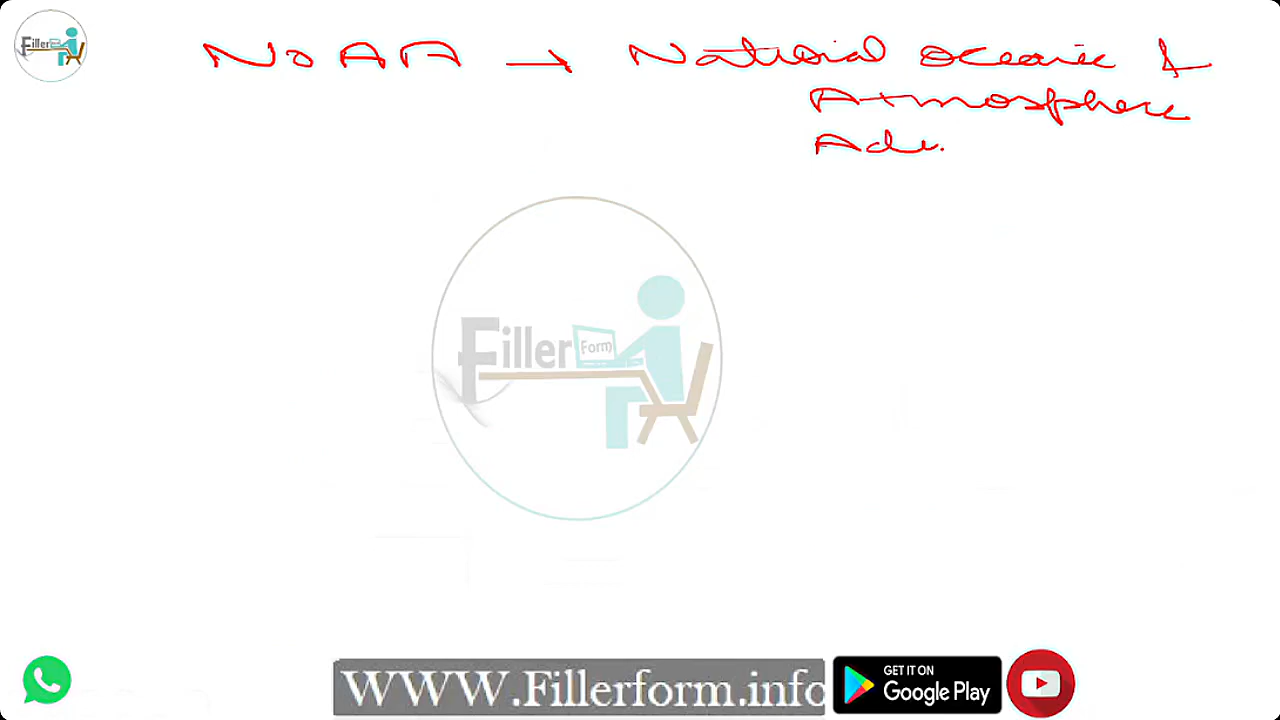 Filler
NOAA → National Oceanic &
Atmosphere
Adm.
Filler Form
WWW.Fillerform.info
GET IT ON
Google Play